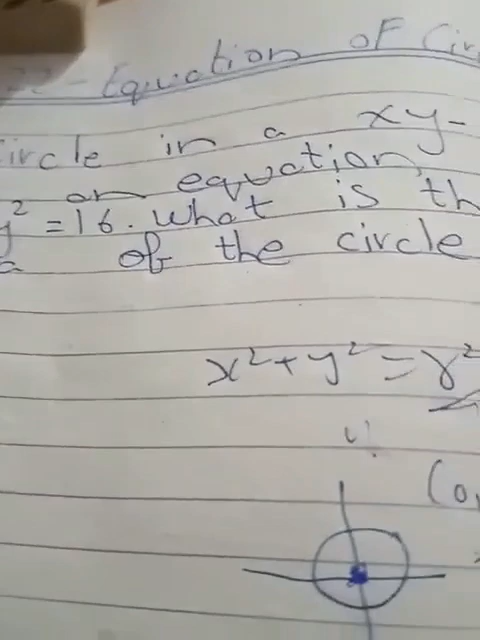 Equation of Cir
ircle in a xy-
an equation,
y² = 16. what is th
a of the circle
x² + y² = r²
(0,